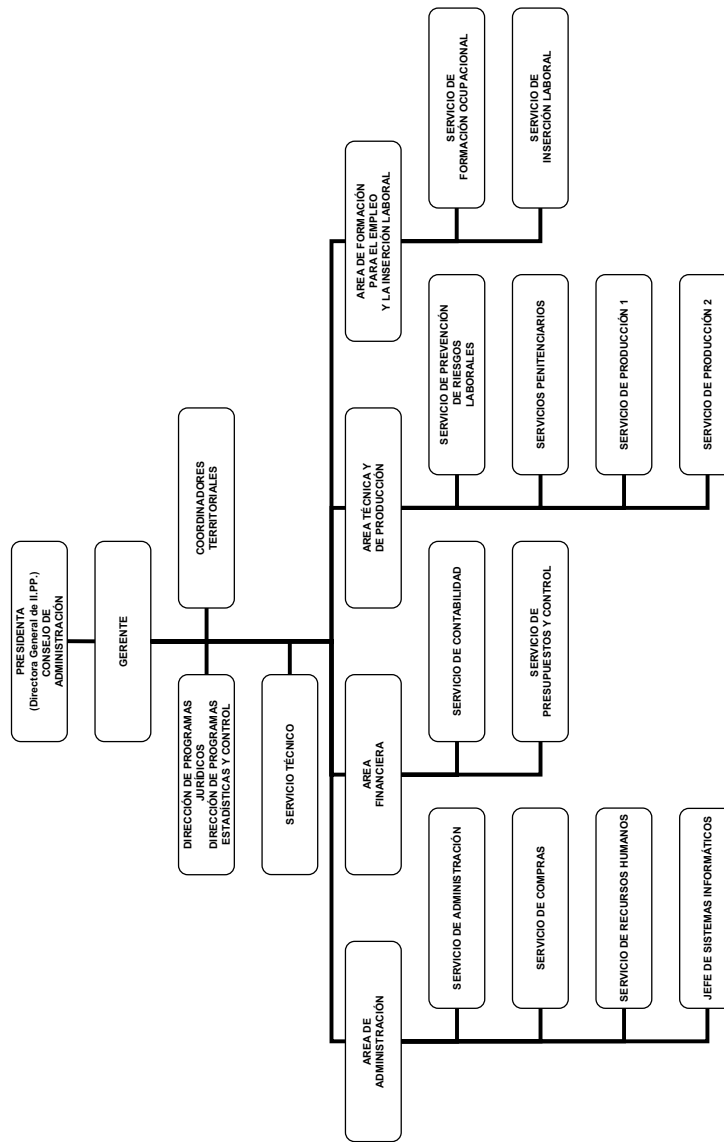 PRESIDENTA
(Directora General de II.PP.)
CONSEJO DE
ADMINISTRACIÓN
GERENTE
DIRECCIÓN DE PROGRAMAS
JURÍDICOS
DIRECCIÓN DE PROGRAMAS
ESTADÍSTICAS Y CONTROL
COORDINADORES
TERRITORIALES
SERVICIO TÉCNICO
AREA DE
ADMINISTRACIÓN
SERVICIO DE ADMINISTRACIÓN
SERVICIO DE COMPRAS
SERVICIO DE RECURSOS HUMANOS
JEFE DE SISTEMAS INFORMÁTICOS
AREA
FINANCIERA
SERVICIO DE CONTABILIDAD
SERVICIO DE
PRESUPUESTOS Y CONTROL
AREA TÉCNICA Y
DE PRODUCCIÓN
SERVICIO DE PREVENCIÓN
DE RIESGOS
LABORALES
SERVICIOS PENITENCIARIOS
SERVICIO DE PRODUCCIÓN 1
SERVICIO DE PRODUCCIÓN 2
AREA DE FORMACIÓN
PARA EL EMPLEO
Y LA INSERCIÓN LABORAL
SERVICIO DE
FORMACIÓN OCUPACIONAL
SERVICIO DE
INSERCIÓN LABORAL